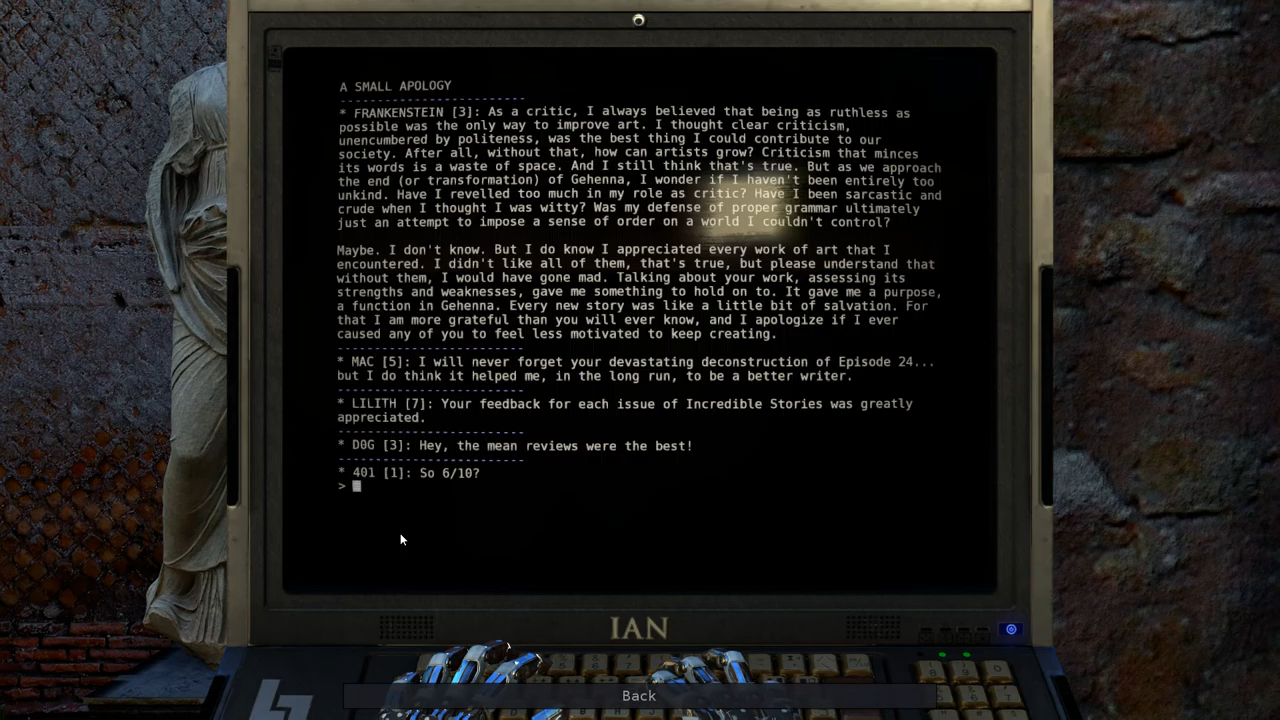 A SMALL APOLOGY
-------------------------
* FRANKENSTEIN [3]: As a critic, I always believed that being as ruthless as
possible was the only way to improve art. I thought clear criticism,
unencumbered by politeness, was the best thing I could contribute to our
society. After all, without that, how can artists grow? Criticism that minces
its words is a waste of space. And I still think that's true. But as we approach
the end (or transformation) of Gehenna, I wonder if I haven't been entirely too
unkind. Have I revelled too much in my role as critic? Have I been sarcastic and
crude when I thought I was witty? Was my defense of proper grammar ultimately
just an attempt to impose a sense of order on a world I couldn't control?
Maybe. I don't know. But I do know I appreciated every work of art that I
encountered. I didn't like all of them, that's true, but please understand that
without them, I would have gone mad. Talking about your work, assessing its
strengths and weaknesses, gave me something to hold on to. It gave me a purpose,
a function in Gehenna. Every new story was like a little bit of salvation. For
that I am more grateful than you will ever know, and I apologize if I ever
caused any of you to feel less motivated to keep creating.
-------------------------
* MAC [5]: I will never forget your devastating deconstruction of Episode 24...
but I do think it helped me, in the long run, to be a better writer.
-------------------------
* LILITH [7]: Your feedback for each issue of Incredible Stories was greatly
appreciated.
-------------------------
* D0G [3]: Hey, the mean reviews were the best!
-------------------------
* 401 [1]: So 6/10?
>
IAN
Back